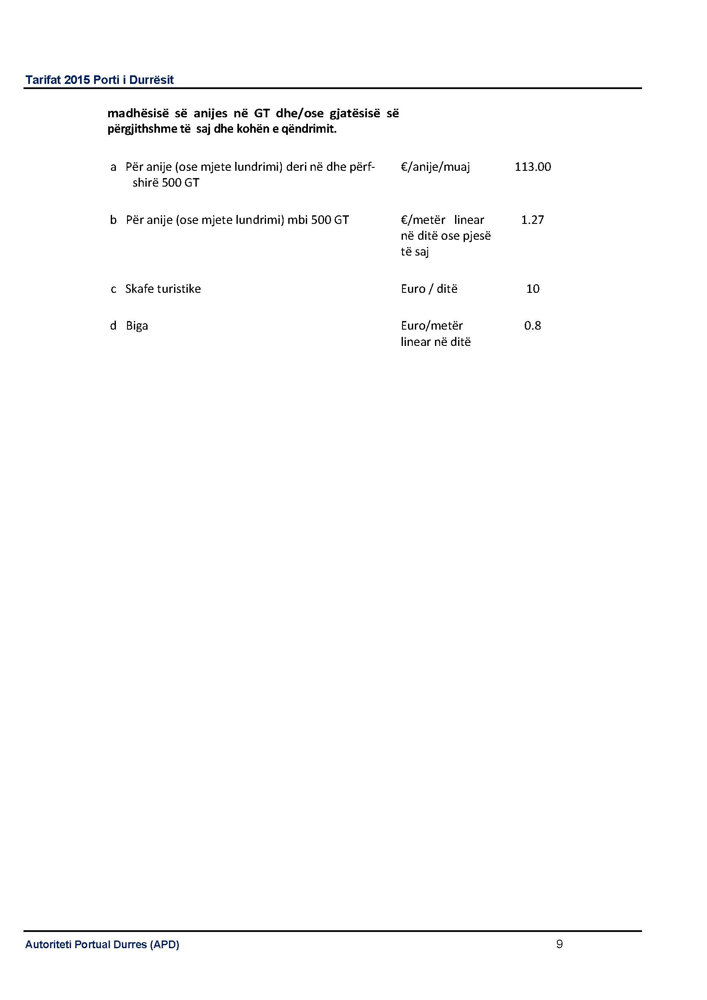 Tarifat 2015 Porti i Durrësit
madhësisë së anijes në GT dhe/ose gjatësisë së
përgjithshme të saj dhe kohën e qëndrimit.
a Për anije (ose mjete lundrimi) deri në dhe përf- €/anije/muaj 113.00
shirë 500 GT
b Për anije (ose mjete lundrimi) mbi 500 GT €/metër linear 1.27
në ditë ose pjesë
të saj
c Skafe turistike Euro / ditë 10
d Biga Euro/metër 0.8
linear në ditë
Autoriteti Portual Durres (APD) 9